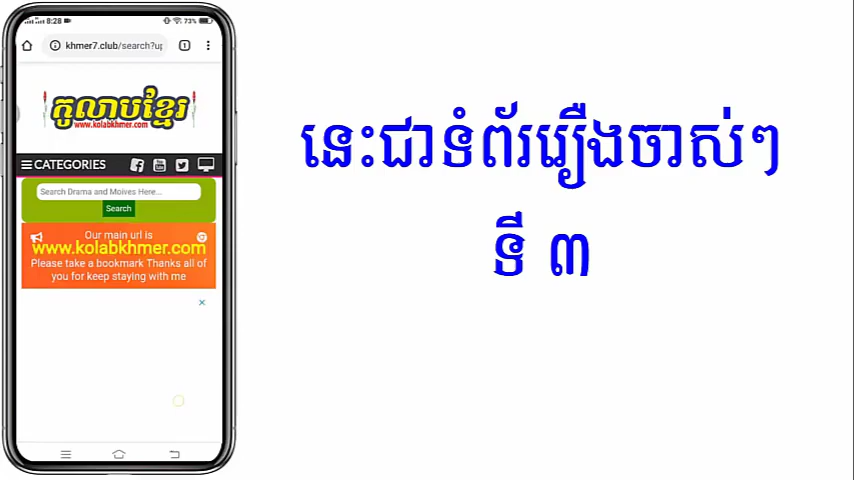 8:28
73%
khmer7.club/search?up
1
កូលាបខ្មែរ
www.kolabkhmer.com
CATEGORIES
Search Drama and Moives Here...
Search
Our main url is
www.kolabkhmer.com
Please take a bookmark Thanks all of
you for keep staying with me
នេះជាទំព័ររឿងចាស់ៗ
ទី ៣